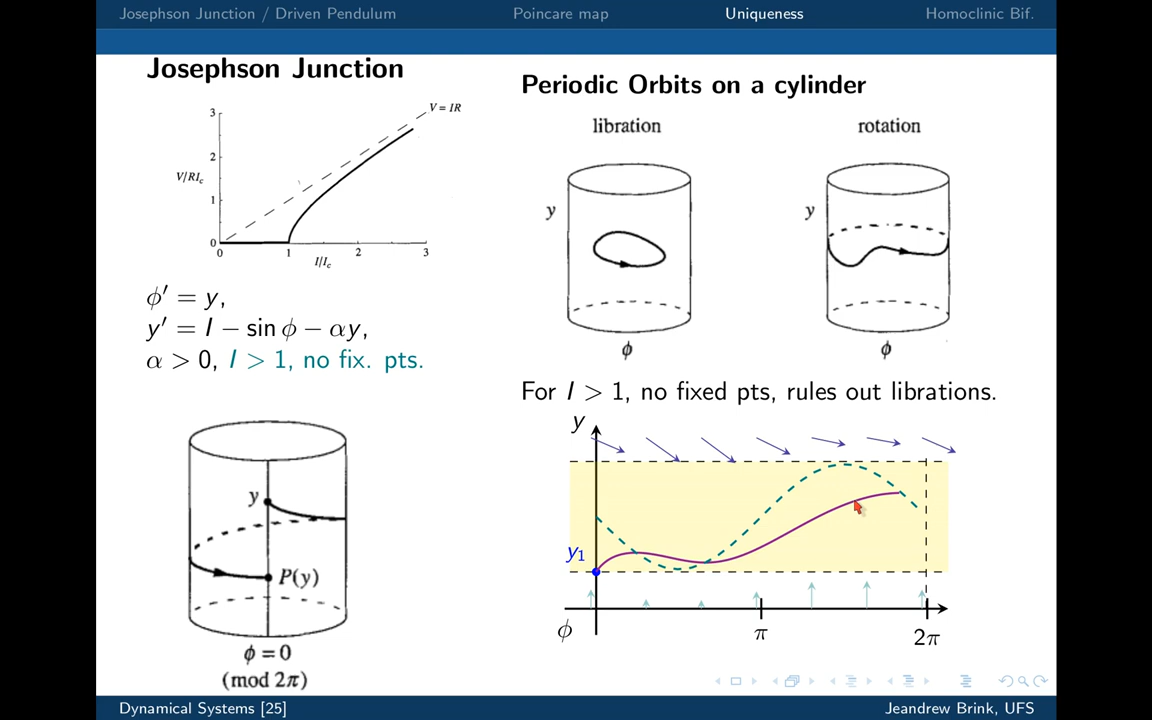 Josephson Junction / Driven Pendulum Poincare map Uniqueness Homoclinic Bif.
Josephson Junction
3
2
1
0
V/RI_c
V = IR
0 1 2 3
I/I_c
ϕ′ = y,
y′ = I − sin ϕ − αy,
α > 0, I > 1, no fix. pts.
y
P(y)
ϕ = 0
(mod 2π)
Periodic Orbits on a cylinder
libration rotation
y y
ϕ ϕ
For I > 1, no fixed pts, rules out librations.
y
y₁
ϕ π 2π
Dynamical Systems [25] Jeandrew Brink, UFS